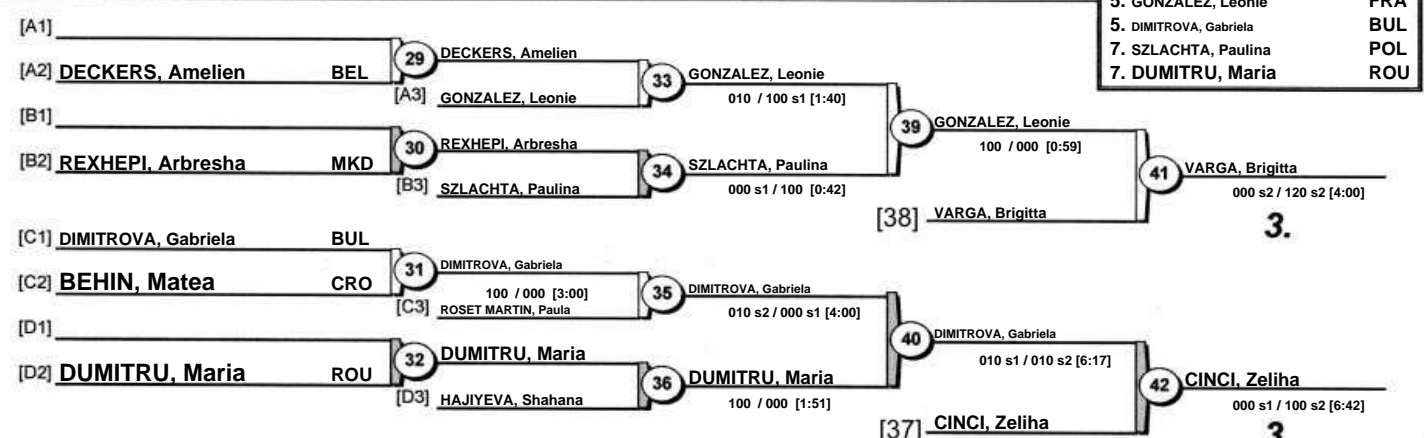 5. GONZALEZ, Leonie FRA
5. DIMITROVA, Gabriela BUL
7. SZLACHTA, Paulina POL
7. DUMITRU, Maria ROU
[A1]
[A2] DECKERS, Amelien BEL
29
DECKERS, Amelien
[A3] GONZALEZ, Leonie
33
GONZALEZ, Leonie
010 / 100 s1 [1:40]
[B1]
[B2] REXHEPI, Arbresha MKD
30
REXHEPI, Arbresha
[B3] SZLACHTA, Paulina
34
SZLACHTA, Paulina
000 s1 / 100 [0:42]
39
GONZALEZ, Leonie
100 / 000 [0:59]
[38] VARGA, Brigitta
41
VARGA, Brigitta
000 s2 / 120 s2 [4:00]
3.
[C1] DIMITROVA, Gabriela BUL
[C2] BEHIN, Matea CRO
31
DIMITROVA, Gabriela
100 / 000 [3:00]
[C3] ROSET MARTIN, Paula
35
DIMITROVA, Gabriela
010 s2 / 000 s1 [4:00]
[D1]
[D2] DUMITRU, Maria ROU
32
DUMITRU, Maria
[D3] HAJIYEVA, Shahana
36
DUMITRU, Maria
100 / 000 [1:51]
40
DIMITROVA, Gabriela
010 s1 / 010 s2 [6:17]
[37] CINCI, Zeliha
42
CINCI, Zeliha
000 s1 / 100 s2 [6:42]
3